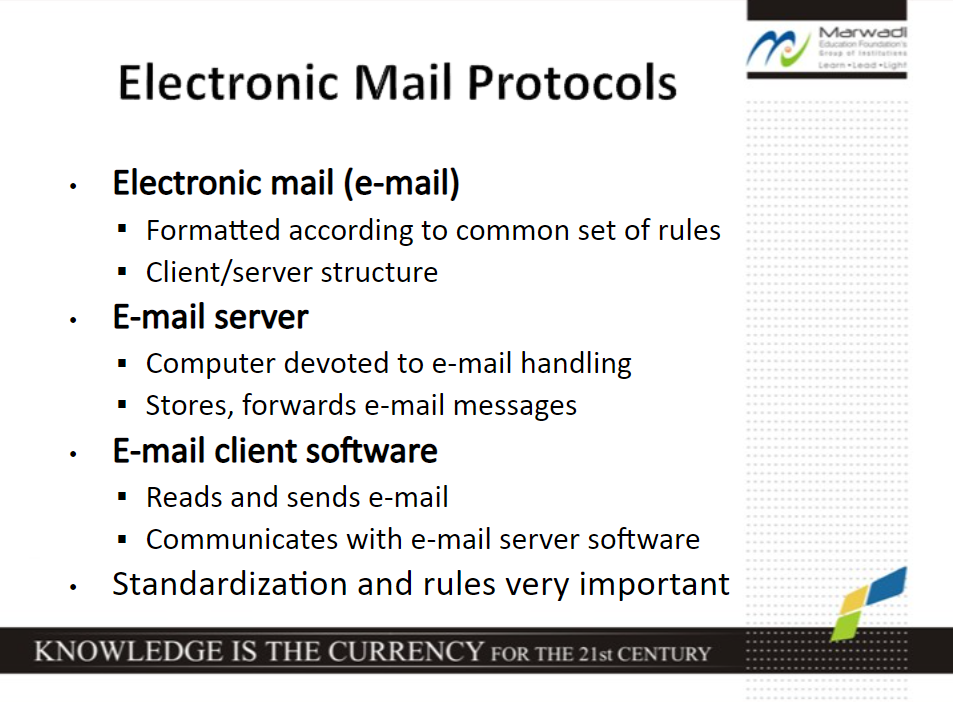 Marwadi
Education Foundation's
Group of Institutions
Learn •Lead •Light
Electronic Mail Protocols
• Electronic mail (e-mail)
▪ Formatted according to common set of rules
▪ Client/server structure
• E-mail server
▪ Computer devoted to e-mail handling
▪ Stores, forwards e-mail messages
• E-mail client software
▪ Reads and sends e-mail
▪ Communicates with e-mail server software
• Standardization and rules very important
KNOWLEDGE IS THE CURRENCY FOR THE 21st CENTURY